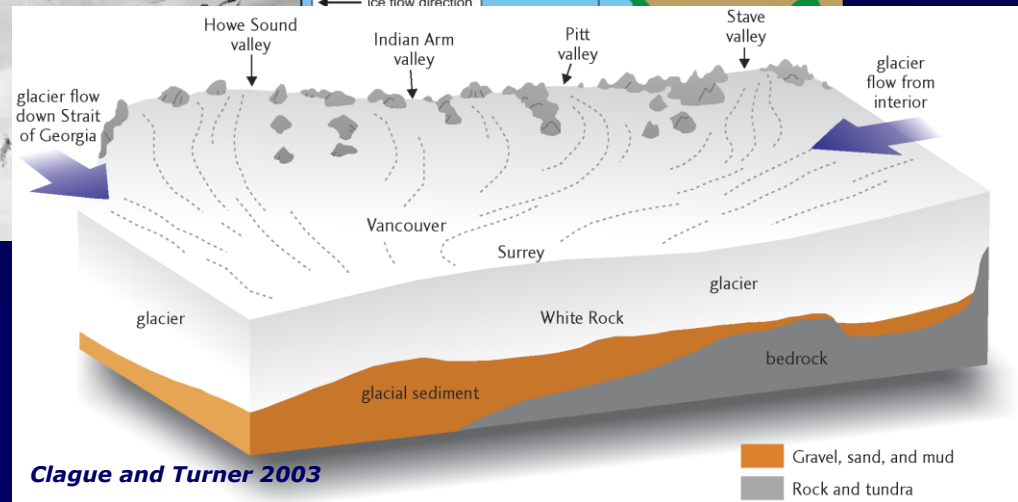 ice flow direction
Howe Sound
valley
Indian Arm
valley
Pitt
valley
Stave
valley
glacier
flow from
interior
glacier flow
down Strait
of Georgia
Vancouver
Surrey
glacier
glacier
White Rock
bedrock
glacial sediment
Gravel, sand, and mud
Rock and tundra
Clague and Turner 2003